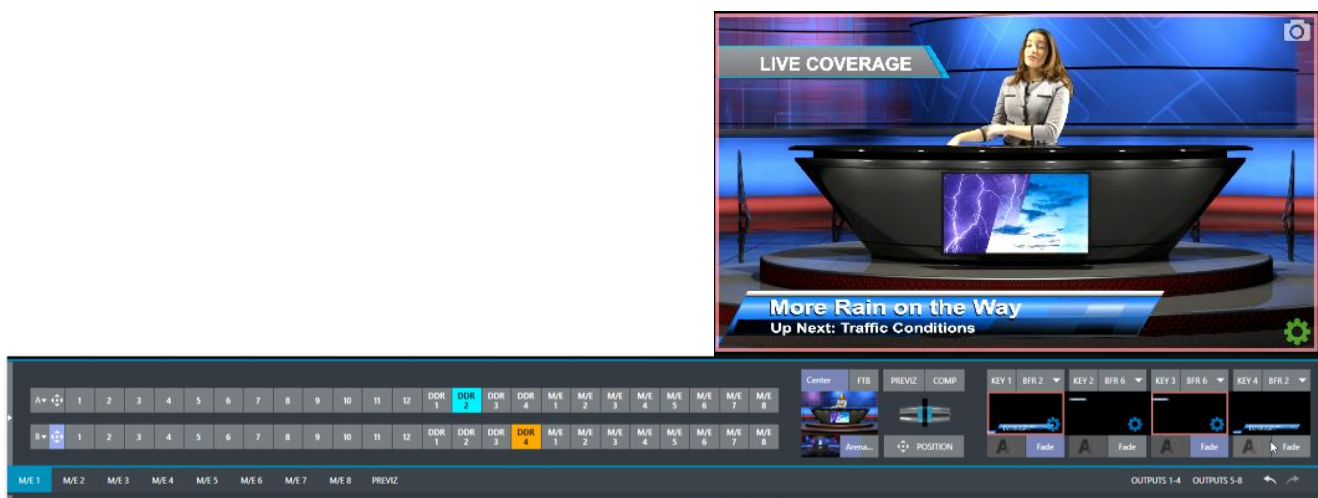 LIVE COVERAGE
More Rain on the Way
Up Next: Traffic Conditions
Center FTB PREVIZ COMP KEY 1 BFR 2 KEY 2 BFR 6 KEY 3 BFR 6 KEY 4 BFR 2
A 1 2 3 4 5 6 7 8 9 10 11 12 DDR 1 DDR 2 DDR 3 DDR 4 M/E 1 M/E 2 M/E 3 M/E 4 M/E 5 M/E 6 M/E 7 M/E 8
B 1 2 3 4 5 6 7 8 9 10 11 12 DDR 1 DDR 2 DDR 3 DDR 4 M/E 1 M/E 2 M/E 3 M/E 4 M/E 5 M/E 6 M/E 7 M/E 8
Arena... POSITION A Fade A Fade A Fade A Fade
M/E 1 M/E 2 M/E 3 M/E 4 M/E 5 M/E 6 M/E 7 M/E 8 PREVIZ OUTPUTS 1-4 OUTPUTS 5-8